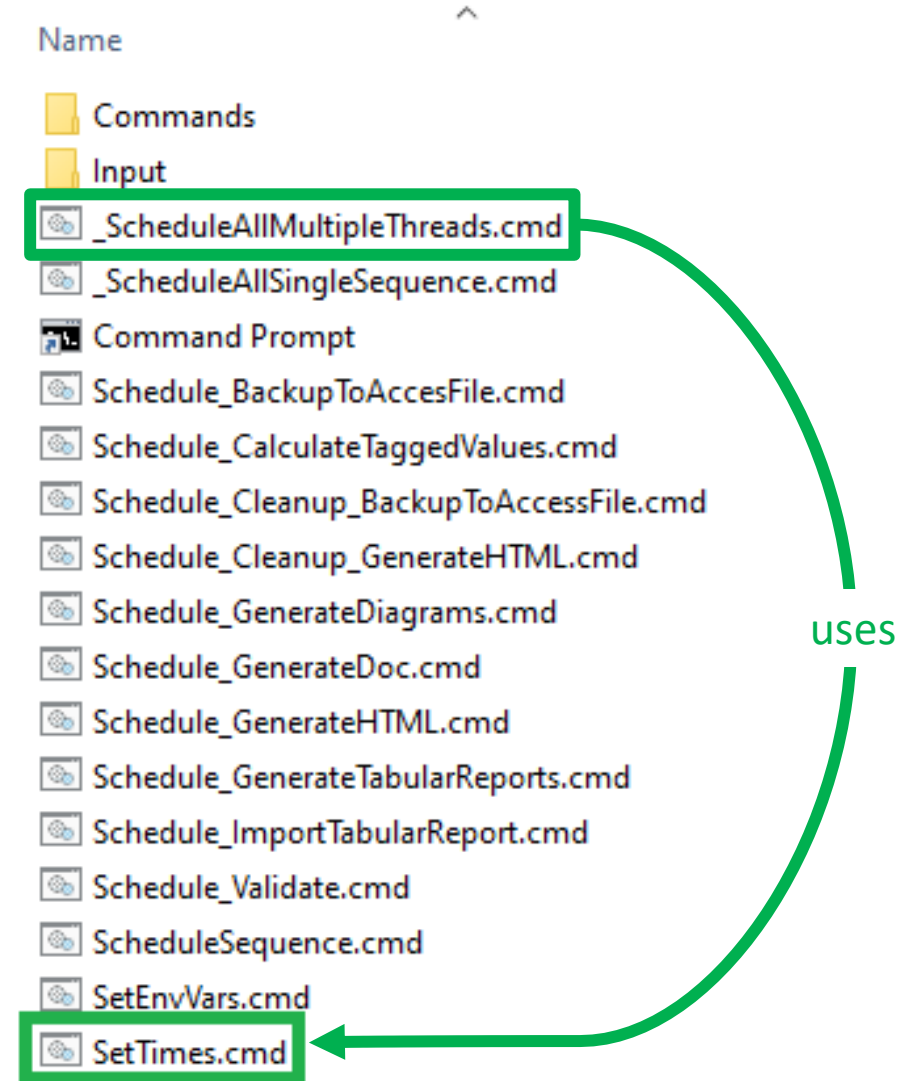 Name
Commands
Input
_ScheduleAllMultipleThreads.cmd
_ScheduleAllSingleSequence.cmd
Command Prompt
Schedule_BackupToAccesFile.cmd
Schedule_CalculateTaggedValues.cmd
Schedule_Cleanup_BackupToAccessFile.cmd
Schedule_Cleanup_GenerateHTML.cmd
Schedule_GenerateDiagrams.cmd
uses
Schedule_GenerateDoc.cmd
Schedule_GenerateHTML.cmd
Schedule_GenerateTabularReports.cmd
Schedule_ImportTabularReport.cmd
Schedule_Validate.cmd
ScheduleSequence.cmd
SetEnvVars.cmd
SetTimes.cmd